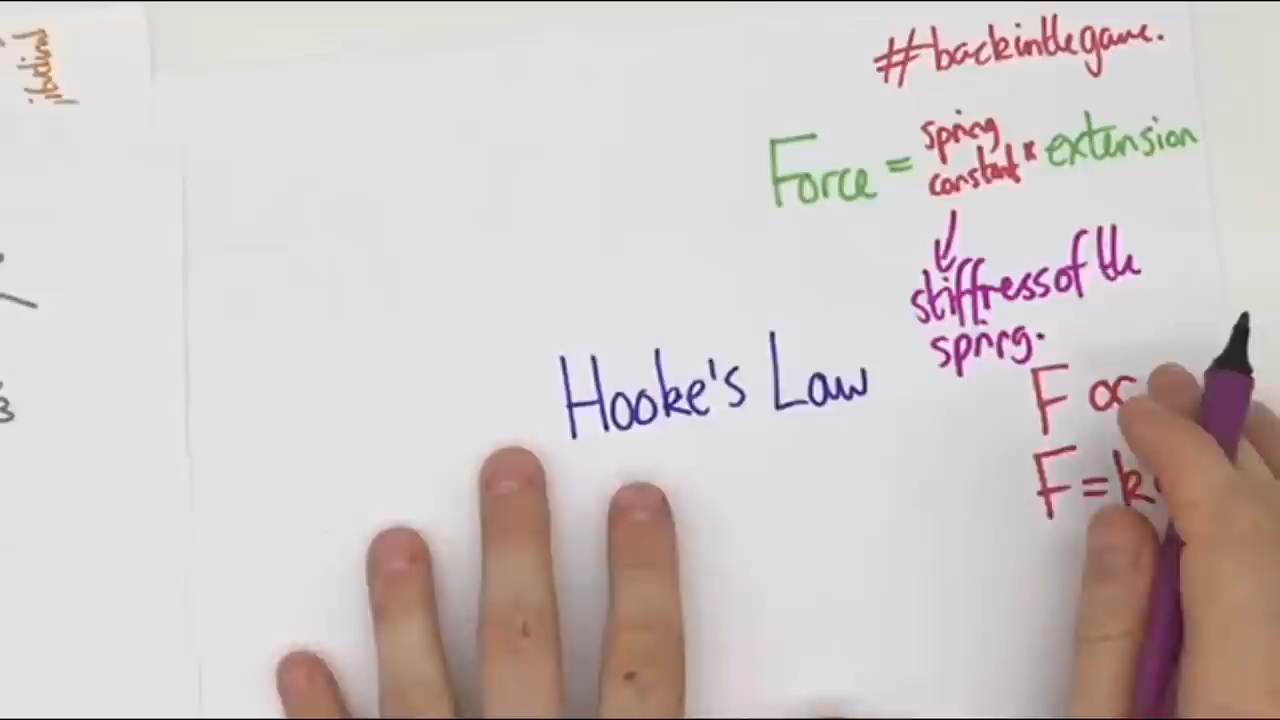 #backinthegame.
Force = spring constant × extension
↓
stiffness of the
spring.
Hooke's Law
F ∝
F = k